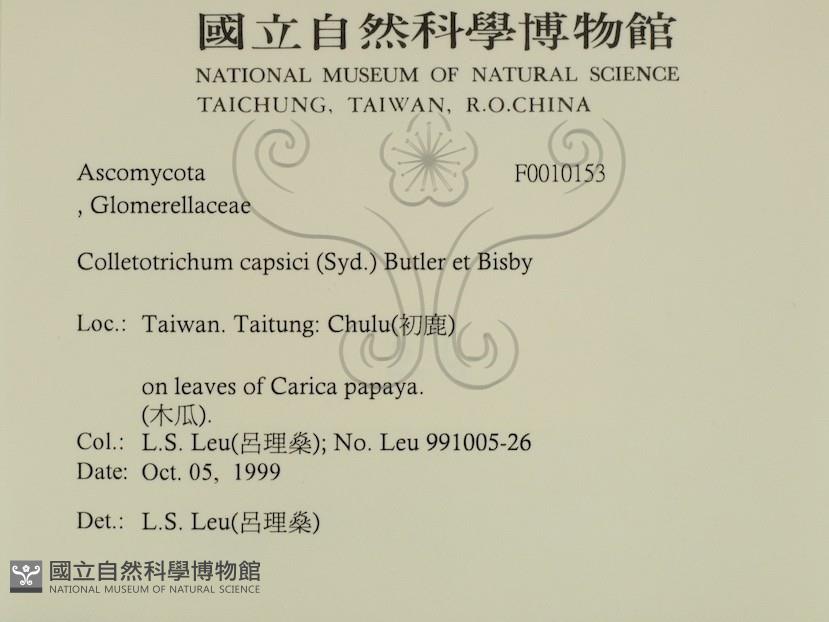 國立自然科學博物館
NATIONAL MUSEUM OF NATURAL SCIENCE
TAICHUNG, TAIWAN, R.O.CHINA
Ascomycota F0010153
, Glomerellaceae
Colletotrichum capsici (Syd.) Butler et Bisby
Loc.: Taiwan. Taitung: Chulu(初鹿)
on leaves of Carica papaya.
(木瓜).
Col.: L.S. Leu(呂理燊); No. Leu 991005-26
Date: Oct. 05, 1999
Det.: L.S. Leu(呂理燊)
國立自然科學博物館
NATIONAL MUSEUM OF NATURAL SCIENCE